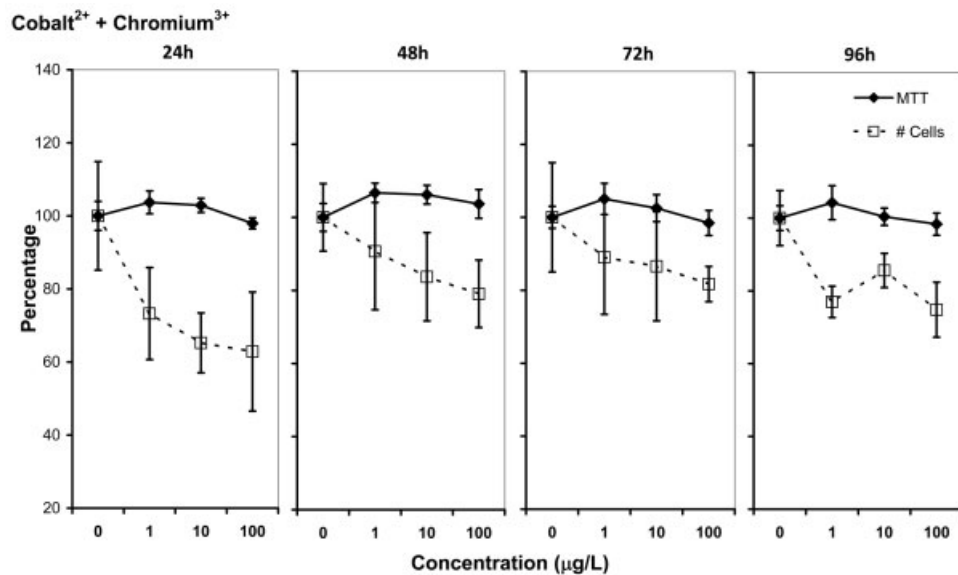 Cobalt²⁺ + Chromium³⁺
24h 48h 72h 96h
140
120
100
80
60
40
20
Percentage
MTT
# Cells
0 1 10 100 0 1 10 100 0 1 10 100 0 1 10 100
Concentration (µg/L)